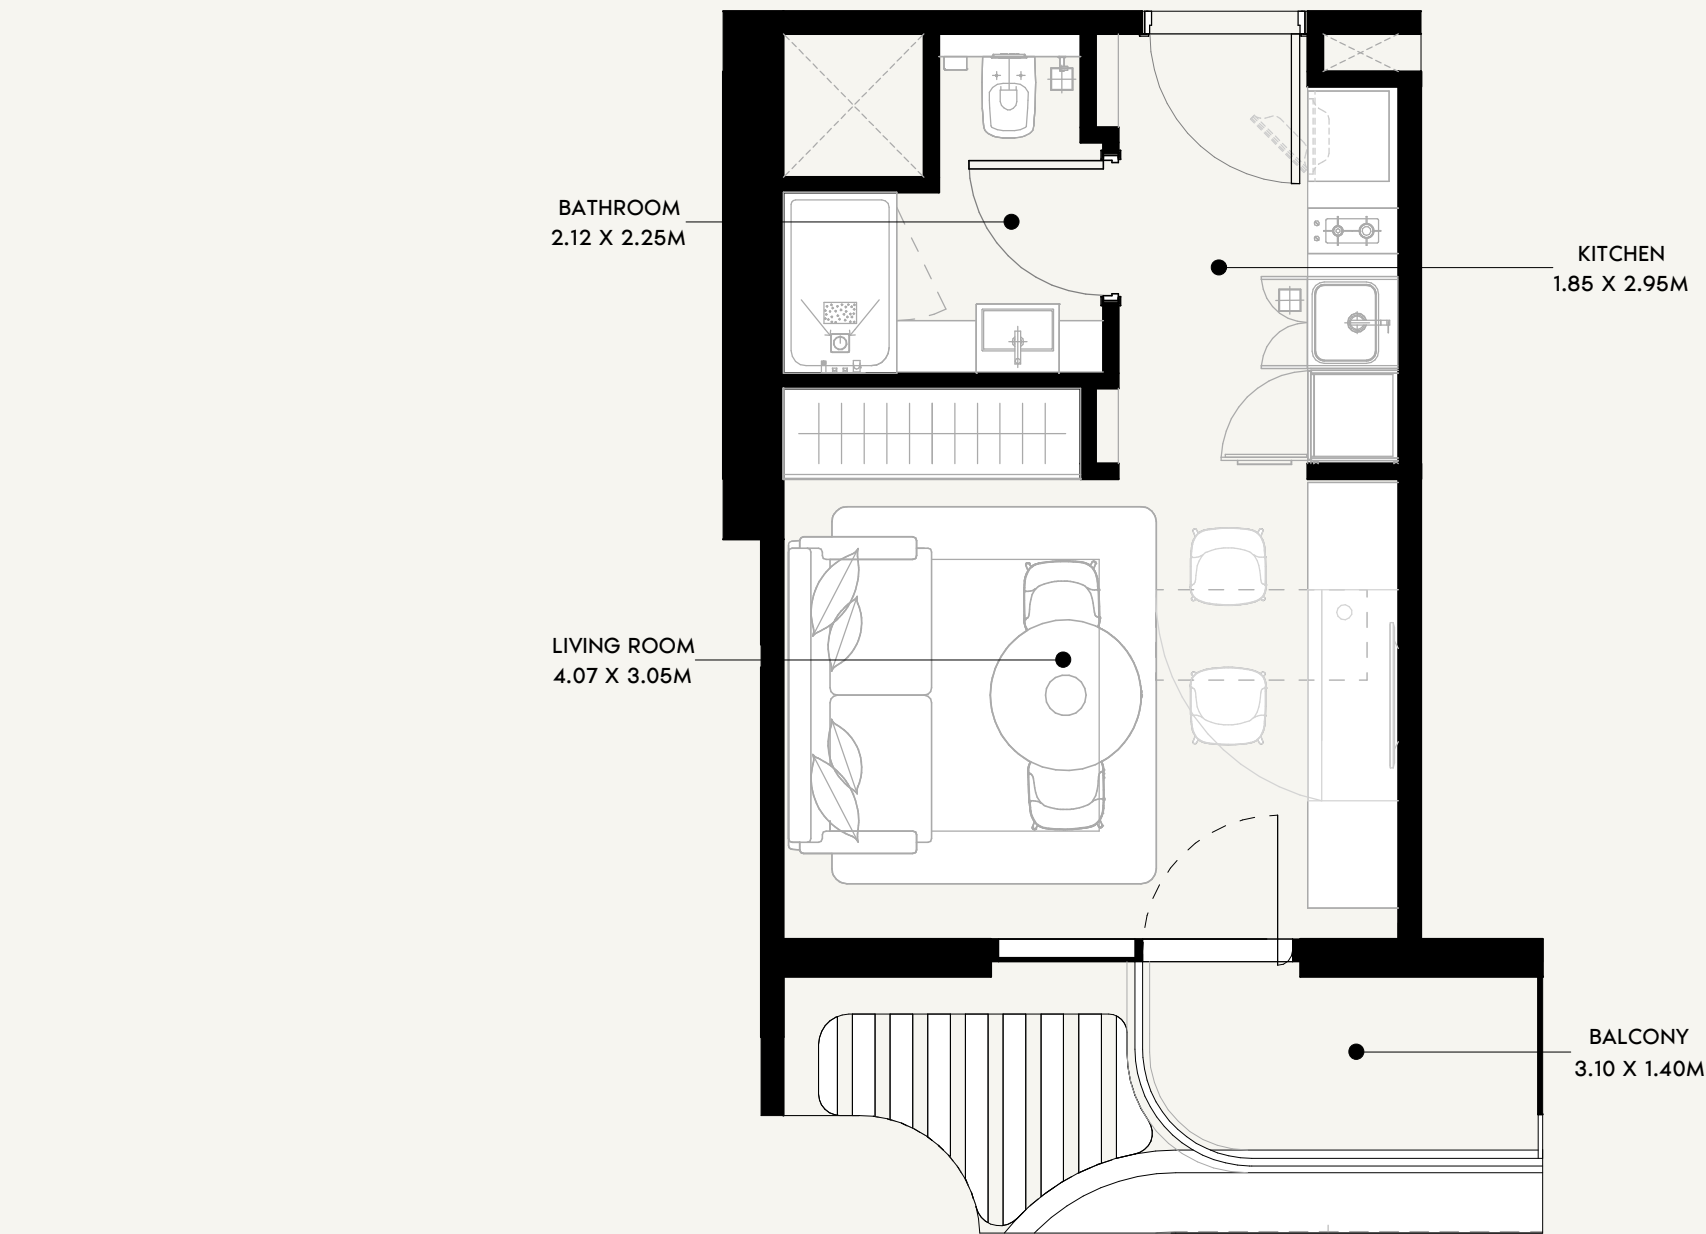 BATHROOM
2.12 X 2.25M
KITCHEN
1.85 X 2.95M
LIVING ROOM
4.07 X 3.05M
BALCONY
3.10 X 1.40M